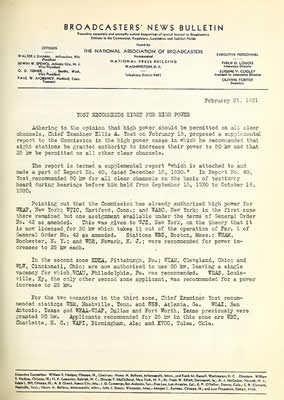 BROADCASTERS' NEWS BULLETIN
Issued by
THE NATIONAL ASSOCIATION OF BROADCASTERS
NATIONAL PRESS BUILDING
WASHINGTON, D. C.
OFFICERS
EXECUTIVE PERSONNEL
PHILIP G. LOUCKS
EUGENE V. COGLEY
February 21, 1931
YOST RECOMMENDS EIGHT FOR HIGH POWER
Adhering to the opinion that high power should be permitted on all clear
channels, Chief Examiner Ellis A. Yost on February 19, proposed a supplemental
report to the Commission in the high power cases in which he recommended that
eight stations be granted authority to increase their power to 50 kw and that
25 kw be permitted on all other clear channels.
The report is termed a supplemental report "which is attached to and
made a part of Report No. 40, dated December 15, 1930." In Report No. 40,
Yost recommended 50 kw for all clear channels on the basis of testimony
heard during hearings before him held from September 15, 1930 to October 16,
1930.
Pointing out that the Commission has already authorized high power for
WEAF, New York; WTIC, Hartford, Conn.; and WABC, New York; in the first zone
there remained but one assignment available under the terms of General Order
No. 42 as amended. This was given to WJZ, New York, on the theory that it
is now licensed for 30 kw which takes it out of the operation of Par. 1 of
General Order No. 42 as amended. Stations WBZ, Boston, Mass.; WHAM,
Rochester, N. Y.; and WOR, Newark, N. J.; were recommended for power in-
creases to 25 kw each.
In the second zone KDKA, Pittsburgh, Pa.; WTAM, Cleveland, Ohio; and
WLW, Cincinnati, Ohio; are now authorized to use 50 kw, leaving a single
vacancy for which WCAU, Philadelphia, Pa. was recommended. WHAS, Louis-
ville, Ky, the only other second zone applicant, was recommended for a power
increase to 25 kw.
For the two vacancies in the third zone, Chief Examiner Yost recom-
mended stations WSM, Nashville, Tenn. and WSB, Atlanta, Ga. WOAI, San
Antonio, Texas and WFAA-WBAP, Dallas and Fort Worth, Texas previously were
granted 50 kw. Applicants recommended for 25 kw in this zone are WBT,
Charlotte, N. C.; WAPI, Birmingham, Ala; and KVOO, Tulsa, Okla.